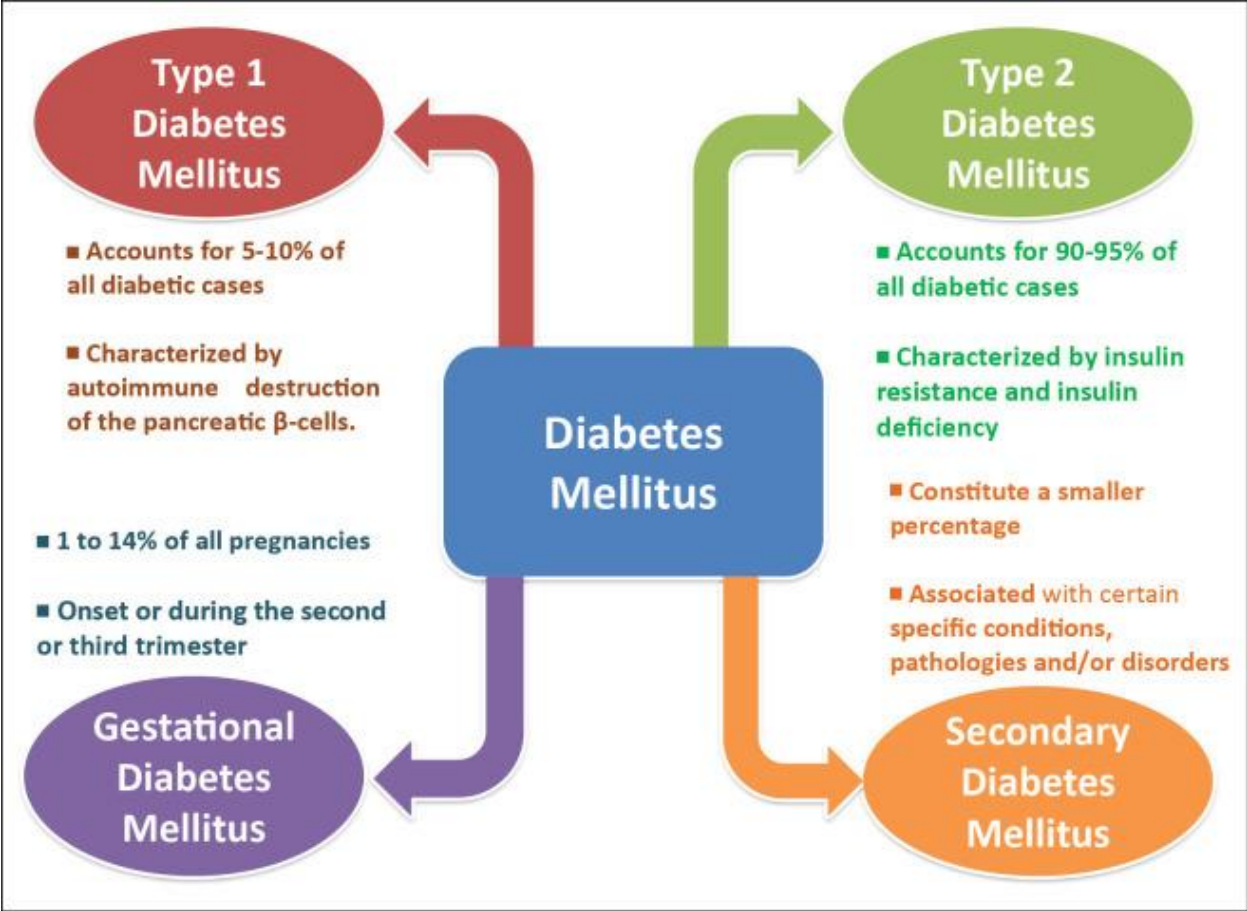 Type 1
Diabetes
Mellitus
■ Accounts for 5-10% of
all diabetic cases
■ Characterized by
autoimmune destruction
of the pancreatic β-cells.
Type 2
Diabetes
Mellitus
■ Accounts for 90-95% of
all diabetic cases
■ Characterized by insulin
resistance and insulin
deficiency
Diabetes
Mellitus
■ 1 to 14% of all pregnancies
■ Onset or during the second
or third trimester
Gestational
Diabetes
Mellitus
■ Constitute a smaller
percentage
■ Associated with certain
specific conditions,
pathologies and/or disorders
Secondary
Diabetes
Mellitus